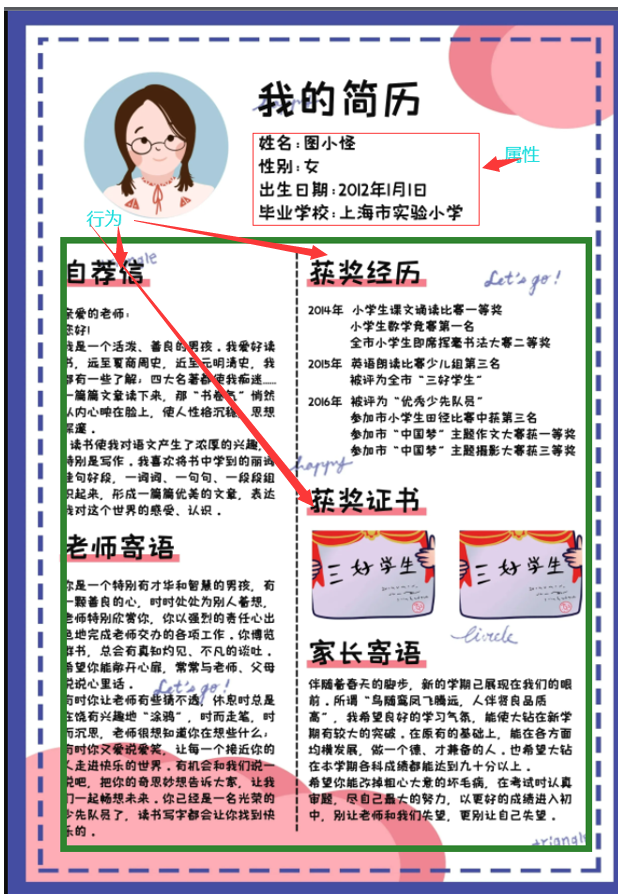 我的简历
happy
姓名:图小怪
性别:女
出生日期:2012年1月1日
毕业学校:上海市实验小学
属性
行为
自荐信
triangle
亲爱的老师:
您好!
我是一个活泼、善良的男孩。我爱好读
书,远至夏商周史,近至元明清史,我
都有一些了解;四大名著都使我痴迷……
一篇篇文章读下来,那“书卷气”悄然
从内心映在脸上,使人性格沉稳、思想
深邃。
读书使我对语文产生了浓厚的兴趣,
特别是写作。我喜欢将书中学到的丽词
佳句好段,一词词、一句句、一段段组
织起来,形成一篇篇优美的文章,表达
我对这个世界的感受、认识。
老师寄语
你是一个特别有才华和智慧的男孩,有
一颗善良的心,时时处处为别人着想,
老师特别欣赏你,你以强烈的责任心出
色地完成老师交办的各项工作。你博览
群书,总会有真知灼见、不凡的谈吐。
希望你能敞开心扉,常常与老师、父母
说说心里话。
Let's go!
有时你让老师有些猜不透,休息时总是
在饶有兴趣地“涂鸦”,时而走笔,时
而沉思,老师很想知道你在想些什么;
有时你又爱说爱笑,让每一个接近你的
人走进快乐的世界。有机会和我们说一
说吧,把你的奇思妙想告诉大家,让我
们一起畅想未来。你已经是一名光荣的
少先队员了,读书写字都会让你找到快
乐的。
获奖经历
Let's go!
2014年 小学生课文诵读比赛一等奖
小学生数学竞赛第一名
全市小学生即席挥毫书法大赛二等奖
2015年 英语朗读比赛少儿组第三名
被评为全市“三好学生”
2016年 被评为“优秀少先队员”
参加市小学生田径比赛中获第三名
参加市“中国梦”主题作文大赛获一等奖
参加市“中国梦”主题摄影大赛获三等奖
happy
获奖证书
三好学生
三好学生
circle
家长寄语
伴随着春天的脚步,新的学期已展现在我们的眼
前。所谓“鸟随鸾凤飞腾远,人伴贤良品质
高”,我希望良好的学习气氛,能使大钻在新学
期有较大的突破。在原有的基础上,能在各方面
均横发展,做一个德、才兼备的人。也希望大钻
在本学期各科成绩都能达到九十分以上。
希望你能改掉粗心大意的坏毛病,在考试时认真
审题,尽自己最大的努力,以更好的成绩进入初
中,别让老师和我们失望,更别让自己失望。
triangle